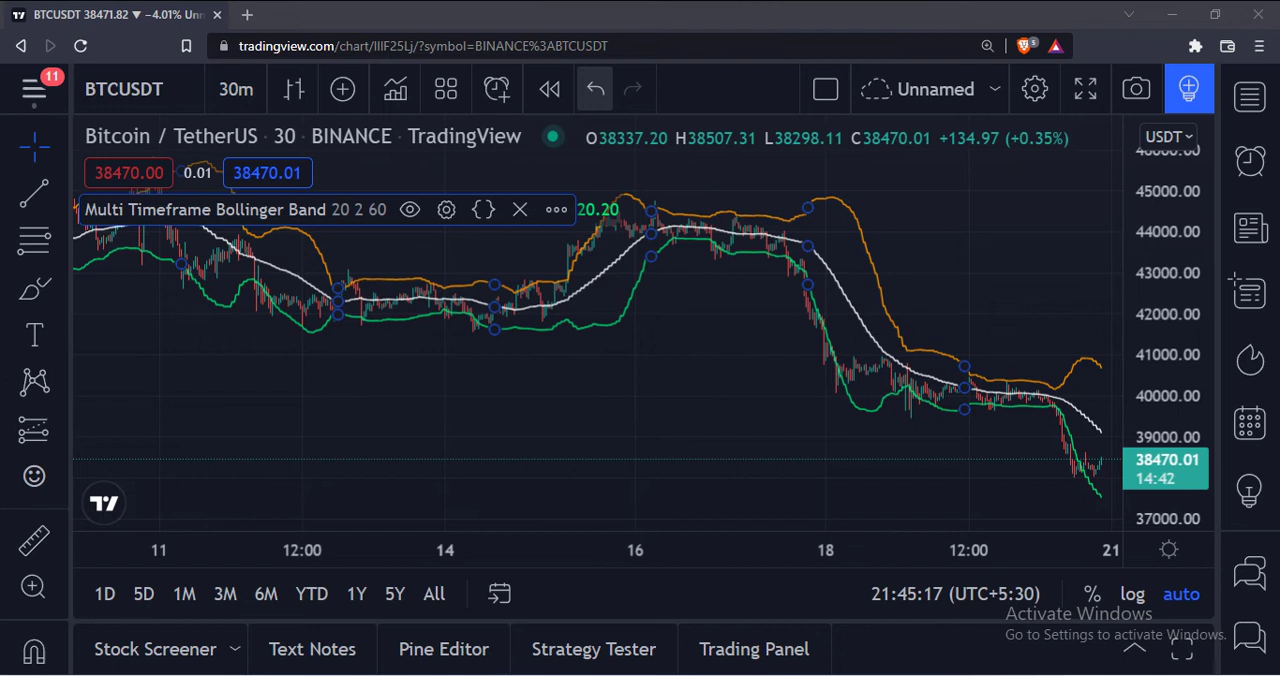 BTCUSDT 38471.82 ▼ −4.01% Unn
tradingview.com/chart/IIIF25Lj/?symbol=BINANCE%3ABTCUSDT
5
11
BTCUSDT 30m Unnamed
Bitcoin / TetherUS · 30 · BINANCE · TradingView O38337.20 H38507.31 L38298.11 C38470.01 +134.97 (+0.35%)
USDT
38470.00 0.01 38470.01
Multi Timeframe Bollinger Band 20 2 60
20.20
46000.00
45000.00
44000.00
43000.00
42000.00
41000.00
40000.00
39000.00
38470.01
14:42
37000.00
11 12:00 14 16 18 12:00 21
1D 5D 1M 3M 6M YTD 1Y 5Y All 21:45:17 (UTC+5:30) % log auto
Activate Windows
Go to Settings to activate Windows.
Stock Screener Text Notes Pine Editor Strategy Tester Trading Panel